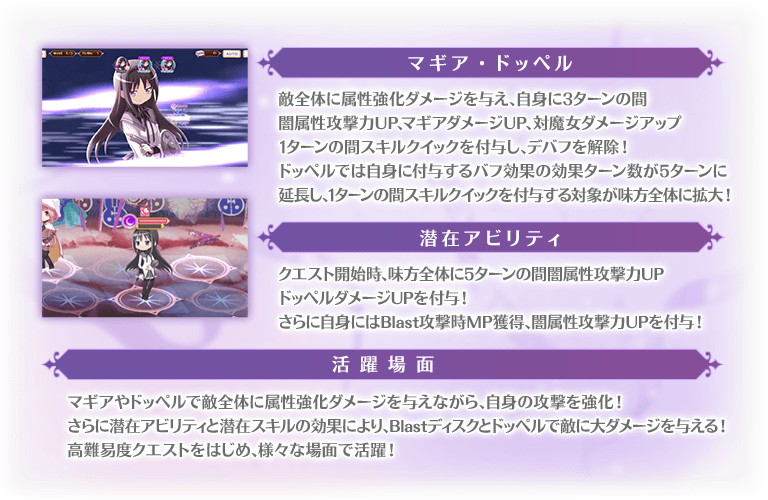 マギア・ドッペル
敵全体に属性強化ダメージを与え、自身に3ターンの間
闇属性攻撃力UP、マギアダメージUP、対魔女ダメージアップ
1ターンの間スキルクイックを付与し、デバフを解除！
ドッペルでは自身に付与するバフ効果の効果ターン数が5ターンに
延長し、1ターンの間スキルクイックを付与する対象が味方全体に拡大！
潜在アビリティ
クエスト開始時、味方全体に5ターンの間闇属性攻撃力UP
ドッペルダメージUPを付与！
さらに自身にはBlast攻撃時MP獲得、闇属性攻撃力UPを付与！
活躍場面
マギアやドッペルで敵全体に属性強化ダメージを与えながら、自身の攻撃を強化！
さらに潜在アビリティと潜在スキルの効果により、Blastディスクとドッペルで敵に大ダメージを与える！
高難易度クエストをはじめ、様々な場面で活躍！